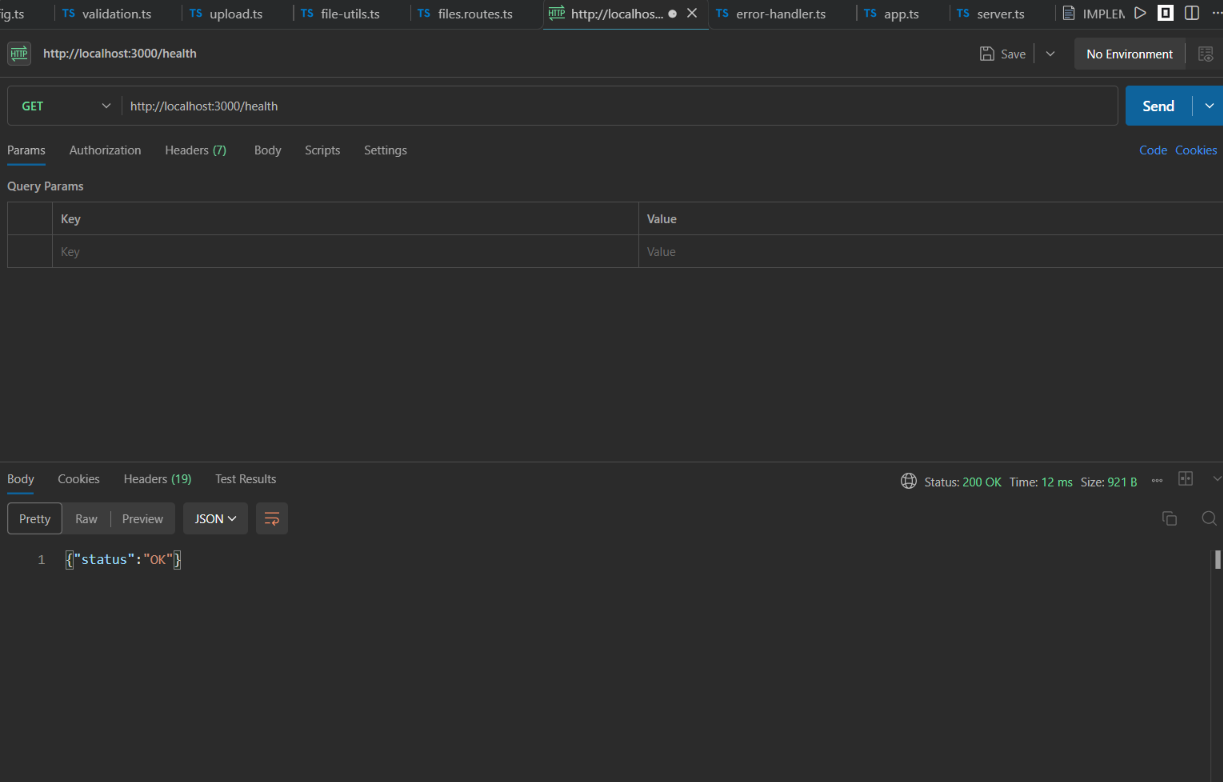 ig.ts TS validation.ts TS upload.ts TS file-utils.ts TS files.routes.ts HTTP http://localhos... TS error-handler.ts TS app.ts TS server.ts IMPLEM
HTTP http://localhost:3000/health Save No Environment
GET http://localhost:3000/health Send
Params Authorization Headers (7) Body Scripts Settings Code Cookies
Query Params
Key Value
Key Value
Body Cookies Headers (19) Test Results Status: 200 OK Time: 12 ms Size: 921 B
Pretty Raw Preview JSON
1 {"status":"OK"}